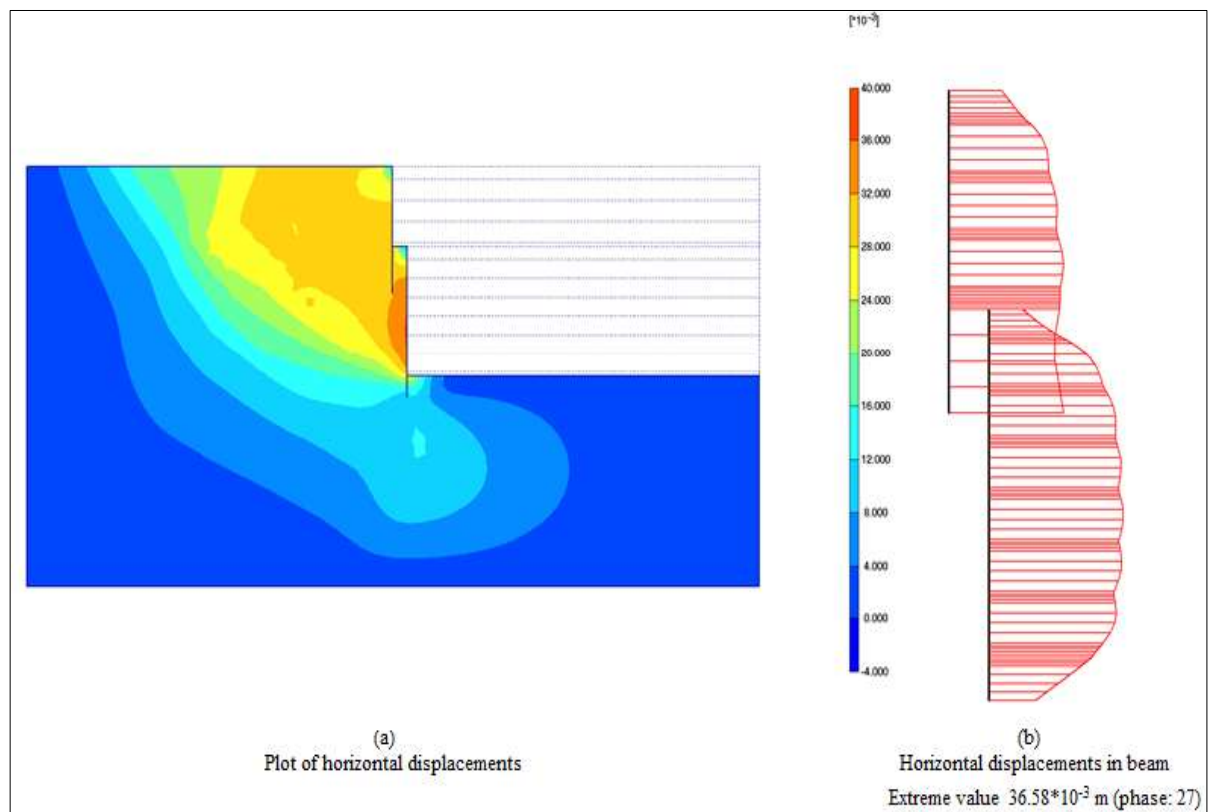 [*10⁻³]
40.000
36.000
32.000
28.000
24.000
20.000
16.000
12.000
8.000
4.000
0.000
-4.000
(a)
Plot of horizontal displacements
(b)
Horizontal displacements in beam
Extreme value 36.58*10⁻³ m (phase: 27)